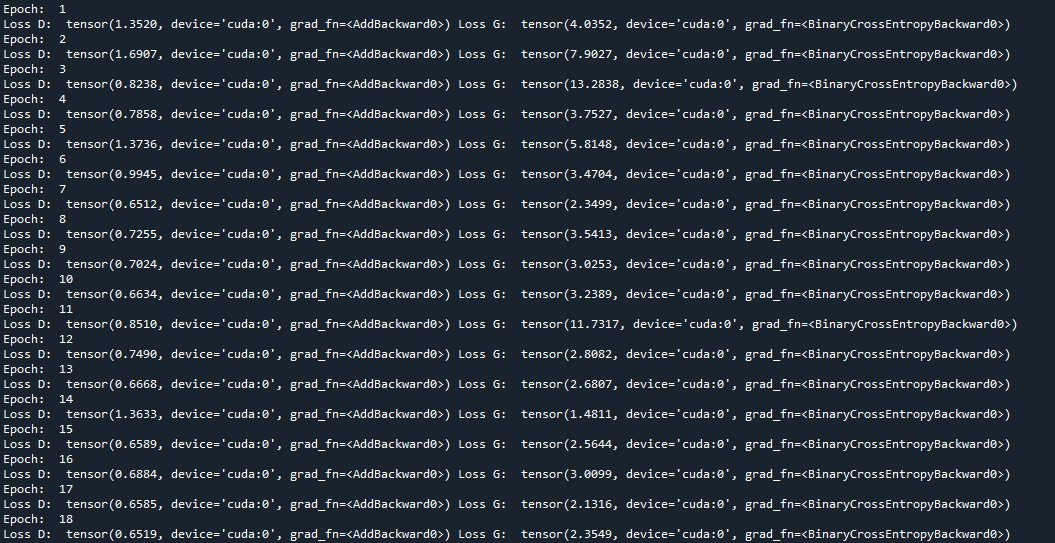 Epoch:  1
Loss D:  tensor(1.3520, device='cuda:0', grad_fn=<AddBackward0>) Loss G:  tensor(4.0352, device='cuda:0', grad_fn=<BinaryCrossEntropyBackward0>)
Epoch:  2
Loss D:  tensor(1.6907, device='cuda:0', grad_fn=<AddBackward0>) Loss G:  tensor(7.9027, device='cuda:0', grad_fn=<BinaryCrossEntropyBackward0>)
Epoch:  3
Loss D:  tensor(0.8238, device='cuda:0', grad_fn=<AddBackward0>) Loss G:  tensor(13.2838, device='cuda:0', grad_fn=<BinaryCrossEntropyBackward0>)
Epoch:  4
Loss D:  tensor(0.7858, device='cuda:0', grad_fn=<AddBackward0>) Loss G:  tensor(3.7527, device='cuda:0', grad_fn=<BinaryCrossEntropyBackward0>)
Epoch:  5
Loss D:  tensor(1.3736, device='cuda:0', grad_fn=<AddBackward0>) Loss G:  tensor(5.8148, device='cuda:0', grad_fn=<BinaryCrossEntropyBackward0>)
Epoch:  6
Loss D:  tensor(0.9945, device='cuda:0', grad_fn=<AddBackward0>) Loss G:  tensor(3.4704, device='cuda:0', grad_fn=<BinaryCrossEntropyBackward0>)
Epoch:  7
Loss D:  tensor(0.6512, device='cuda:0', grad_fn=<AddBackward0>) Loss G:  tensor(2.3499, device='cuda:0', grad_fn=<BinaryCrossEntropyBackward0>)
Epoch:  8
Loss D:  tensor(0.7255, device='cuda:0', grad_fn=<AddBackward0>) Loss G:  tensor(3.5413, device='cuda:0', grad_fn=<BinaryCrossEntropyBackward0>)
Epoch:  9
Loss D:  tensor(0.7024, device='cuda:0', grad_fn=<AddBackward0>) Loss G:  tensor(3.0253, device='cuda:0', grad_fn=<BinaryCrossEntropyBackward0>)
Epoch:  10
Loss D:  tensor(0.6634, device='cuda:0', grad_fn=<AddBackward0>) Loss G:  tensor(3.2389, device='cuda:0', grad_fn=<BinaryCrossEntropyBackward0>)
Epoch:  11
Loss D:  tensor(0.8510, device='cuda:0', grad_fn=<AddBackward0>) Loss G:  tensor(11.7317, device='cuda:0', grad_fn=<BinaryCrossEntropyBackward0>)
Epoch:  12
Loss D:  tensor(0.7490, device='cuda:0', grad_fn=<AddBackward0>) Loss G:  tensor(2.8082, device='cuda:0', grad_fn=<BinaryCrossEntropyBackward0>)
Epoch:  13
Loss D:  tensor(0.6668, device='cuda:0', grad_fn=<AddBackward0>) Loss G:  tensor(2.6807, device='cuda:0', grad_fn=<BinaryCrossEntropyBackward0>)
Epoch:  14
Loss D:  tensor(1.3633, device='cuda:0', grad_fn=<AddBackward0>) Loss G:  tensor(1.4811, device='cuda:0', grad_fn=<BinaryCrossEntropyBackward0>)
Epoch:  15
Loss D:  tensor(0.6589, device='cuda:0', grad_fn=<AddBackward0>) Loss G:  tensor(2.5644, device='cuda:0', grad_fn=<BinaryCrossEntropyBackward0>)
Epoch:  16
Loss D:  tensor(0.6884, device='cuda:0', grad_fn=<AddBackward0>) Loss G:  tensor(3.0099, device='cuda:0', grad_fn=<BinaryCrossEntropyBackward0>)
Epoch:  17
Loss D:  tensor(0.6585, device='cuda:0', grad_fn=<AddBackward0>) Loss G:  tensor(2.1316, device='cuda:0', grad_fn=<BinaryCrossEntropyBackward0>)
Epoch:  18
Loss D:  tensor(0.6519, device='cuda:0', grad_fn=<AddBackward0>) Loss G:  tensor(2.3549, device='cuda:0', grad_fn=<BinaryCrossEntropyBackward0>)